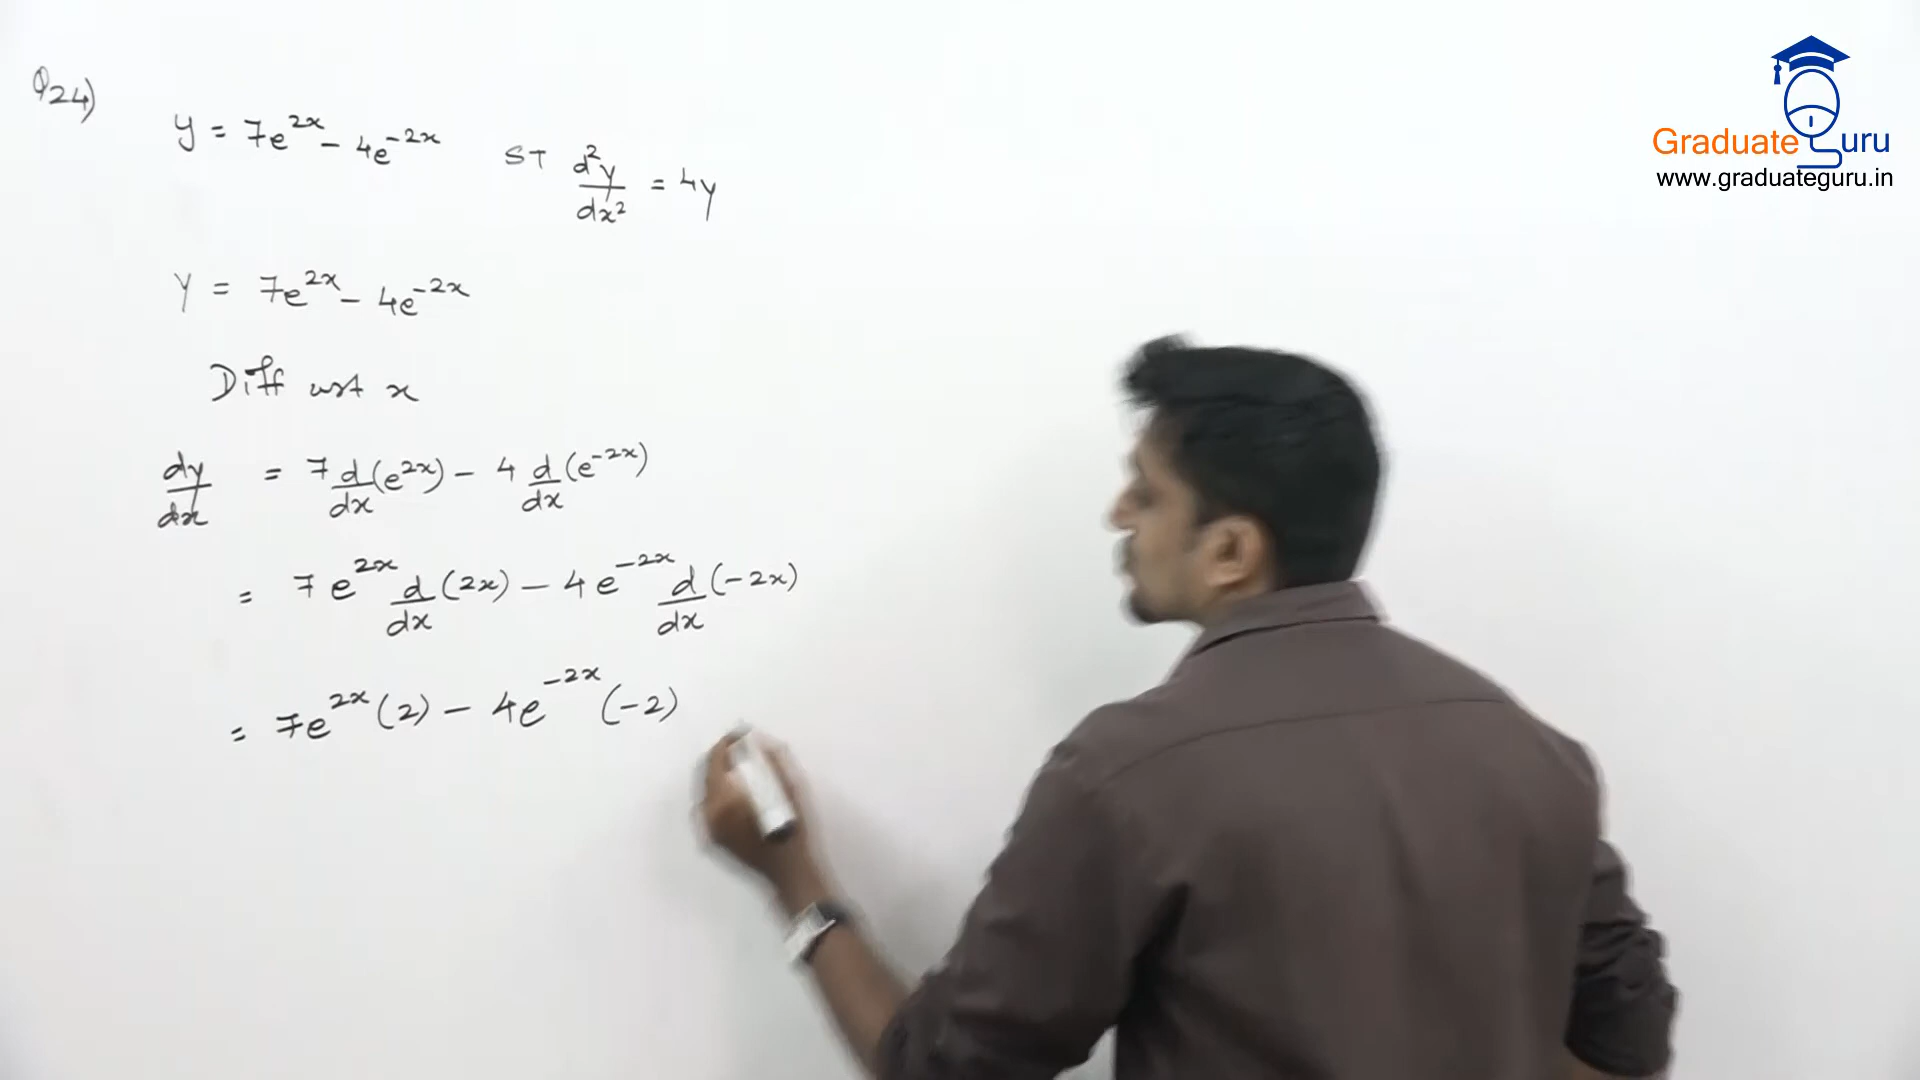 Q24)
y = 7e^{2x} - 4e^{-2x} ST d²y/dx² = 4y
y = 7e^{2x} - 4e^{-2x}
Diff wrt x
dy/dx = 7 d/dx (e^{2x}) - 4 d/dx (e^{-2x})
= 7 e^{2x} d/dx (2x) - 4 e^{-2x} d/dx (-2x)
= 7e^{2x} (2) - 4e^{-2x} (-2)
Graduate Guru
www.graduateguru.in